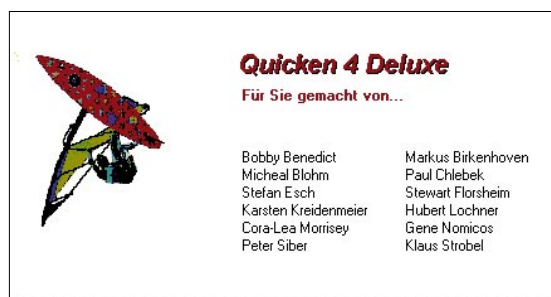 Quicken 4 Deluxe
Für Sie gemacht von...
Bobby Benedict
Micheal Blohm
Stefan Esch
Karsten Kreidenmeier
Cora-Lea Morrisey
Peter Siber
Markus Birkenhoven
Paul Chlebek
Stewart Florsheim
Hubert Lochner
Gene Nomicos
Klaus Strobel